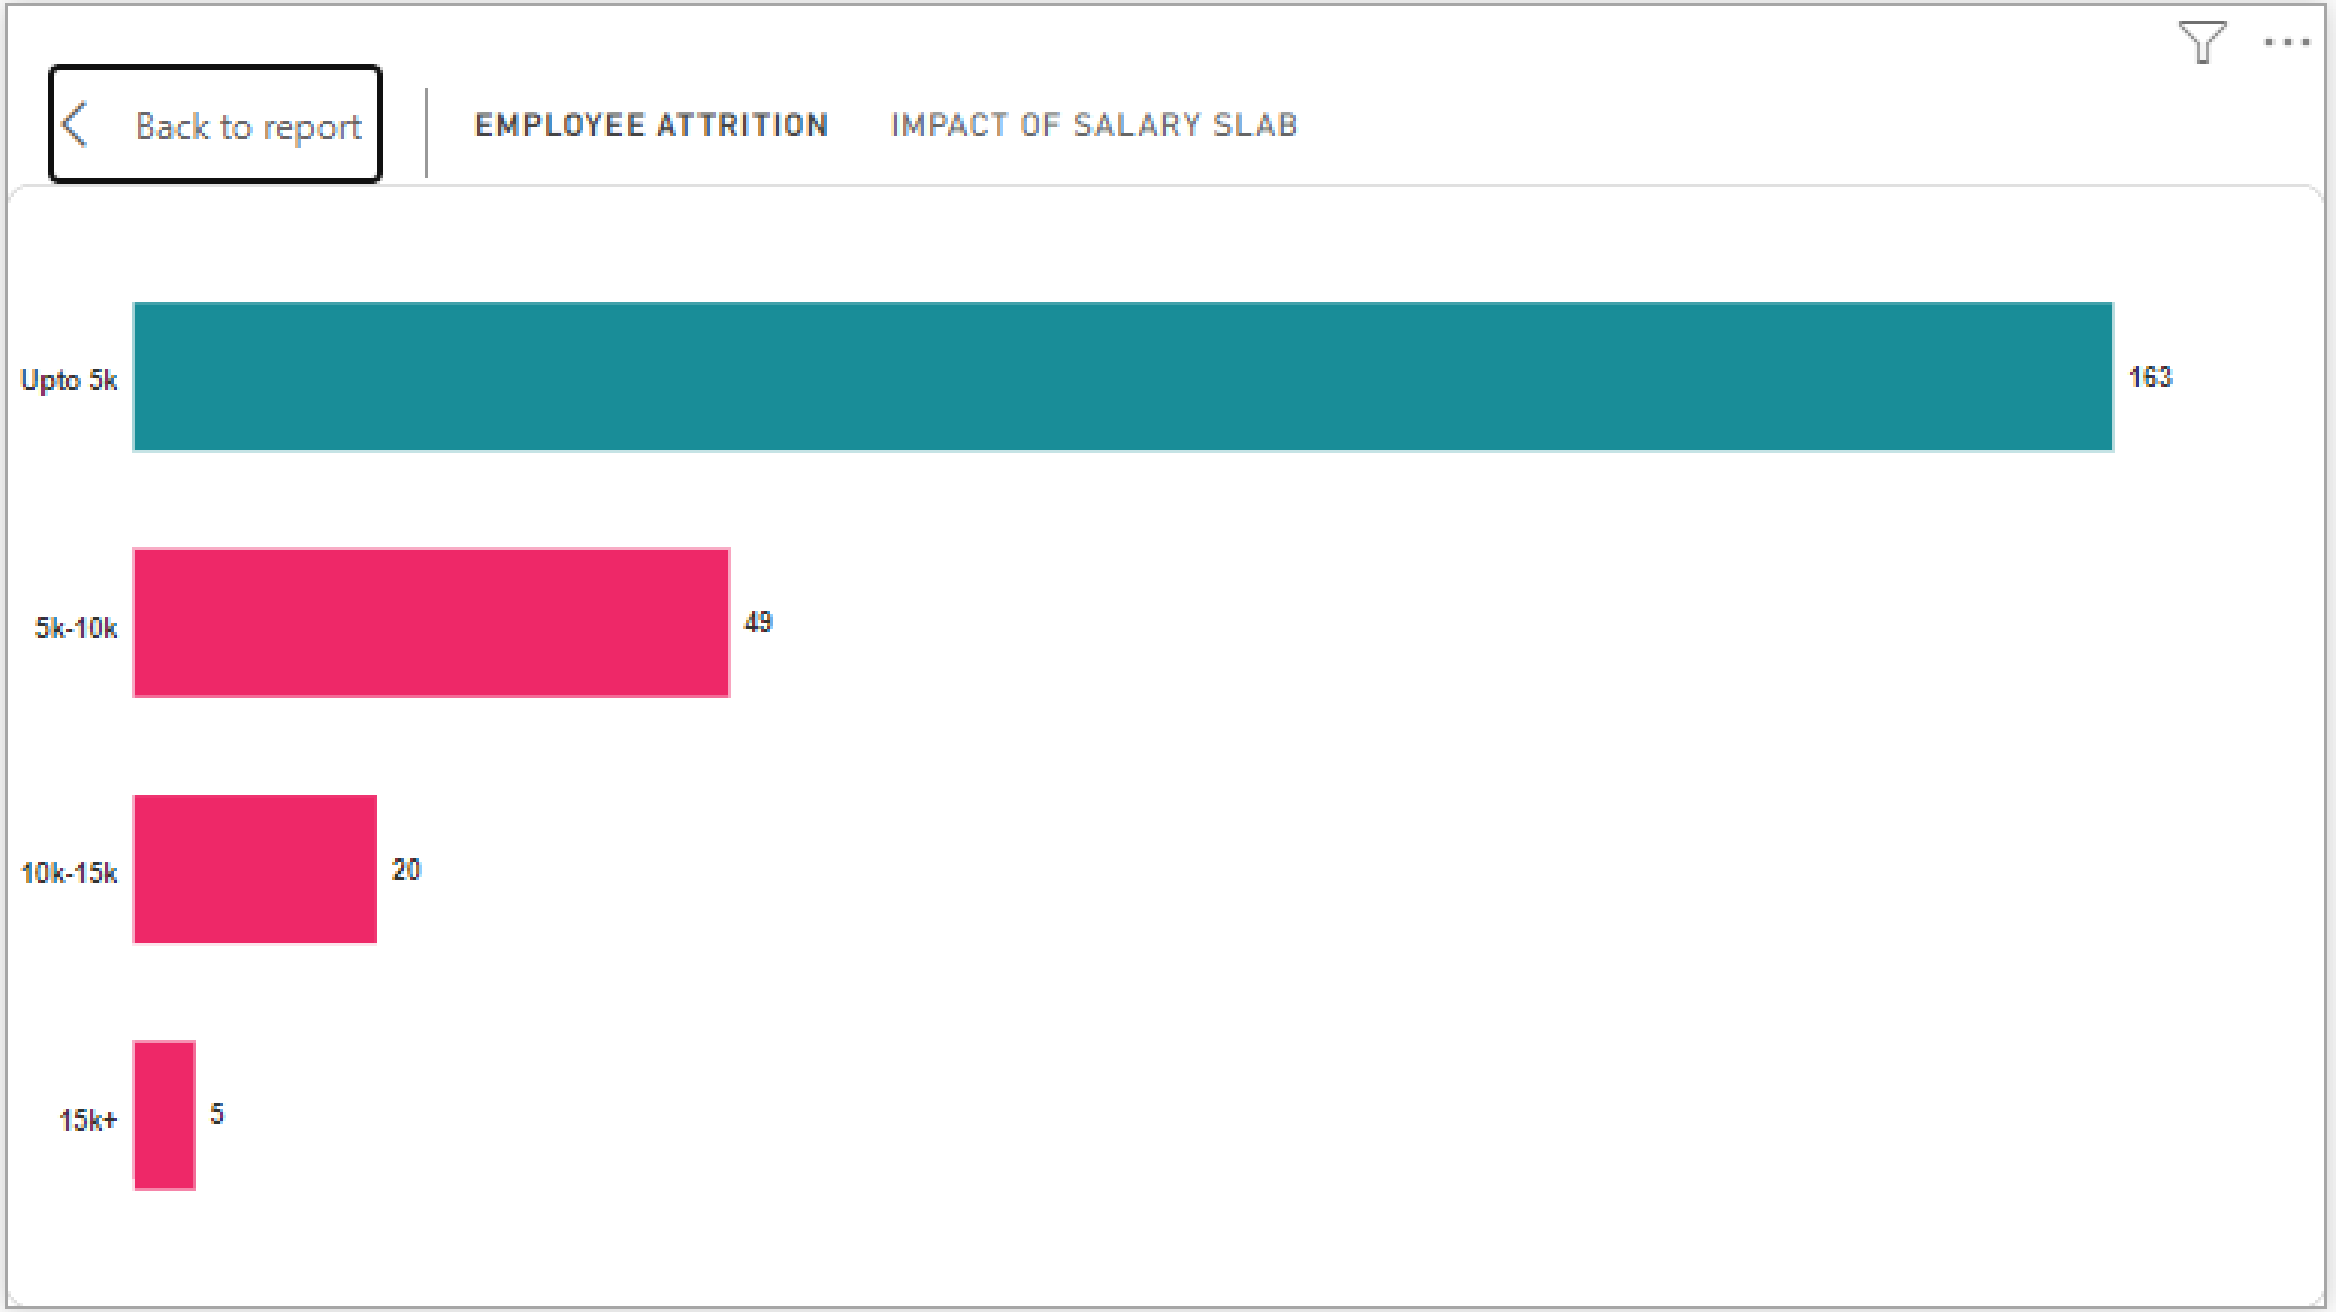 Back to report
EMPLOYEE ATTRITION
IMPACT OF SALARY SLAB
Upto 5k
163
5k-10k
49
10k-15k
20
15k+
5